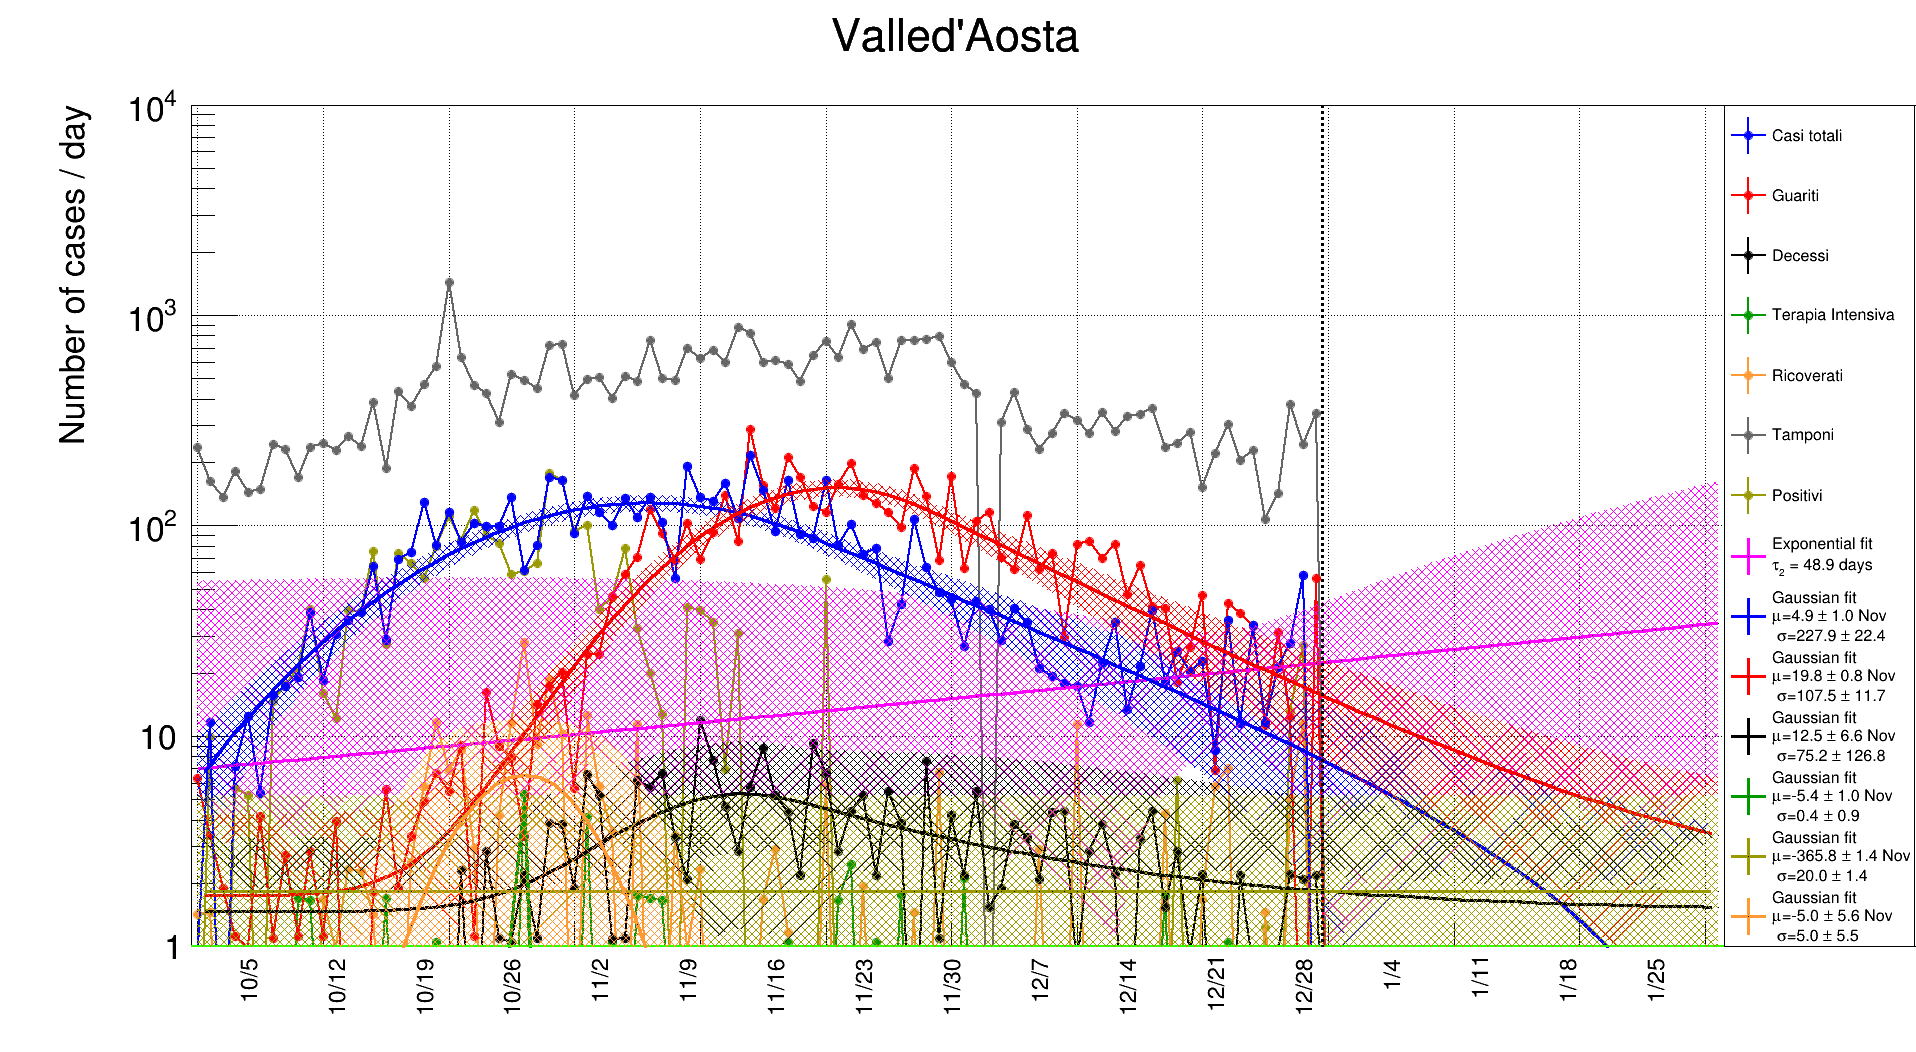 Valled'Aosta
Number of cases / day
10^4
10^3
10^2
10
1
10/5
10/12
10/19
10/26
11/2
11/9
11/16
11/23
11/30
12/7
12/14
12/21
12/28
1/4
1/11
1/18
1/25
Casi totali
Guariti
Decessi
Terapia Intensiva
Ricoverati
Tamponi
Positivi
Exponential fit
τ₂ = 48.9 days
Gaussian fit
μ=4.9 ± 1.0 Nov
σ=227.9 ± 22.4
Gaussian fit
μ=19.8 ± 0.8 Nov
σ=107.5 ± 11.7
Gaussian fit
μ=12.5 ± 6.6 Nov
σ=75.2 ± 126.8
Gaussian fit
μ=-5.4 ± 1.0 Nov
σ=0.4 ± 0.9
Gaussian fit
μ=-365.8 ± 1.4 Nov
σ=20.0 ± 1.4
Gaussian fit
μ=-5.0 ± 5.6 Nov
σ=5.0 ± 5.5